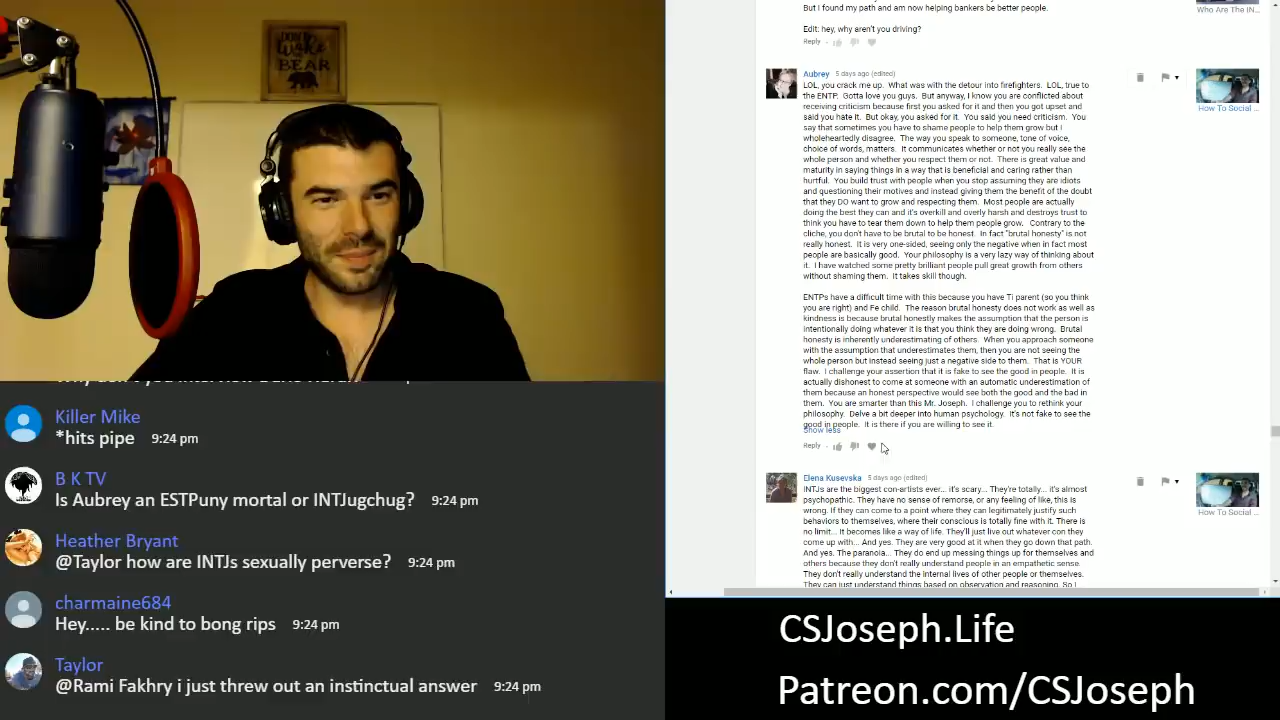 DON'T
Wake
THE
BEAR
Killer Mike
*hits pipe 9:24 pm
B K TV
Is Aubrey an ESTPuny mortal or INTJugchug? 9:24 pm
Heather Bryant
@Taylor how are INTJs sexually perverse? 9:24 pm
charmaine684
Hey..... be kind to bong rips 9:24 pm
Taylor
@Rami Fakhry i just threw out an instinctual answer 9:24 pm
But I found my path and am now helping bankers be better people.
Who Are The IN...
Edit: hey, why aren't you driving?
Reply
Aubrey 5 days ago (edited)
LOL, you crack me up. What was with the detour into firefighters. LOL, true to
the ENTP. Gotta love you guys. But anyway, I know you are conflicted about
receiving criticism because first you asked for it and then you got upset and
said you hate it. But okay, you asked for it. You said you need criticism. You
say that sometimes you have to shame people to help them grow but I
wholeheartedly disagree. The way you speak to someone, tone of voice,
choice of words, matters. It communicates whether or not you really see the
whole person and whether you respect them or not. There is great value and
maturity in saying things in a way that is beneficial and caring rather than
hurtful. You build trust with people when you stop assuming they are idiots
and questioning their motives and instead giving them the benefit of the doubt
that they DO want to grow and respecting them. Most people are actually
doing the best they can and it's overkill and overly harsh and destroys trust to
think you have to tear them down to help them people grow. Contrary to the
cliche, you don't have to be brutal to be honest. In fact "brutal honesty" is not
really honest. It is very one-sided, seeing only the negative when in fact most
people are basically good. Your philosophy is a very lazy way of thinking about
it. I have watched some pretty brilliant people pull great growth from others
without shaming them. It takes skill though.
ENTPs have a difficult time with this because you have Ti parent (so you think
you are right) and Fe child. The reason brutal honesty does not work as well as
kindness is because brutal honestly makes the assumption that the person is
intentionally doing whatever it is that you think they are doing wrong. Brutal
honesty is inherently underestimating of others. When you approach someone
with the assumption that underestimates them, then you are not seeing the
whole person but instead seeing just a negative side to them. That is YOUR
flaw. I challenge your assertion that it is fake to see the good in people. It is
actually dishonest to come at someone with an automatic underestimation of
them because an honest perspective would see both the good and the bad in
them. You are smarter than this Mr. Joseph. I challenge you to rethink your
philosophy. Delve a bit deeper into human psychology. It's not fake to see the
good in people. It is there if you are willing to see it.
Show less
Reply
How To Social ...
Elena Kusevska 5 days ago (edited)
INTJs are the biggest con-artists ever... it's scary... They're totally... it's almost
psychopathic. They have no sense of remorse, or any feeling of like, this is
wrong. If they can come to a point where they can legitimately justify such
behaviors to themselves, where their conscious is totally fine with it. There is
no limit... It becomes like a way of life. They'll just live out whatever con they
come up with... And yes. They are very good at it when they go down that path.
And yes. The paranoia... They do end up messing things up for themselves and
others because they don't really understand people in an empathetic sense.
They don't really understand the internal lives of other people or themselves.
They can just understand things based on observation and reasoning. So I
How To Social ...
CSJoseph.Life
Patreon.com/CSJoseph